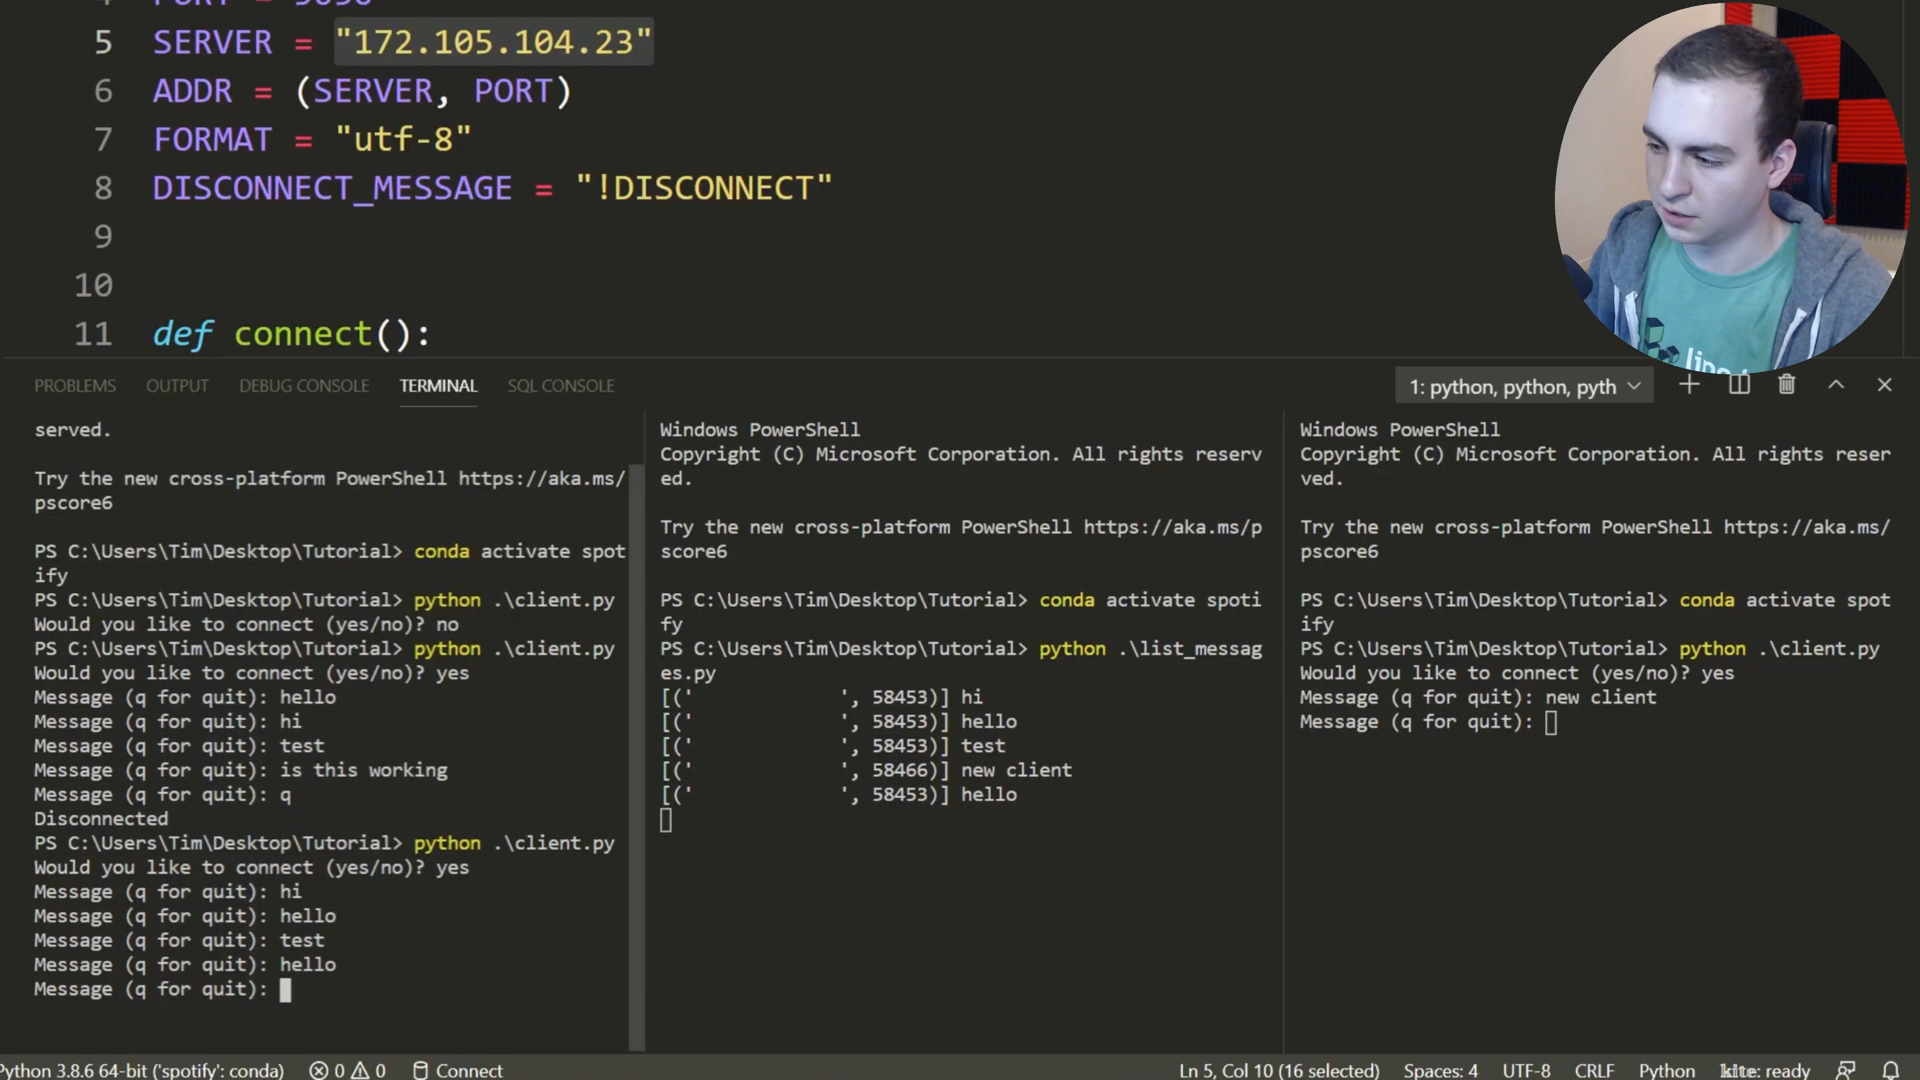 5 SERVER = "172.105.104.23"
6 ADDR = (SERVER, PORT)
7 FORMAT = "utf-8"
8 DISCONNECT_MESSAGE = "!DISCONNECT"
9
10
11 def connect():
PROBLEMS OUTPUT DEBUG CONSOLE TERMINAL SQL CONSOLE
1: python, python, pyth
served.
Try the new cross-platform PowerShell https://aka.ms/
pscore6
PS C:\Users\Tim\Desktop\Tutorial> conda activate spot
ify
PS C:\Users\Tim\Desktop\Tutorial> python .\client.py
Would you like to connect (yes/no)? no
PS C:\Users\Tim\Desktop\Tutorial> python .\client.py
Would you like to connect (yes/no)? yes
Message (q for quit): hello
Message (q for quit): hi
Message (q for quit): test
Message (q for quit): is this working
Message (q for quit): q
Disconnected
PS C:\Users\Tim\Desktop\Tutorial> python .\client.py
Would you like to connect (yes/no)? yes
Message (q for quit): hi
Message (q for quit): hello
Message (q for quit): test
Message (q for quit): hello
Message (q for quit):
Windows PowerShell
Copyright (C) Microsoft Corporation. All rights reserv
ed.
Try the new cross-platform PowerShell https://aka.ms/p
score6
PS C:\Users\Tim\Desktop\Tutorial> conda activate spoti
fy
PS C:\Users\Tim\Desktop\Tutorial> python .\list_messag
es.py
[(' ', 58453)] hi
[(' ', 58453)] hello
[(' ', 58453)] test
[(' ', 58466)] new client
[(' ', 58453)] hello
Windows PowerShell
Copyright (C) Microsoft Corporation. All rights reser
ved.
Try the new cross-platform PowerShell https://aka.ms/
pscore6
PS C:\Users\Tim\Desktop\Tutorial> conda activate spot
ify
PS C:\Users\Tim\Desktop\Tutorial> python .\client.py
Would you like to connect (yes/no)? yes
Message (q for quit): new client
Message (q for quit):
Python 3.8.6 64-bit ('spotify': conda) 0 0 Connect Ln 5, Col 10 (16 selected) Spaces: 4 UTF-8 CRLF Python kite: ready